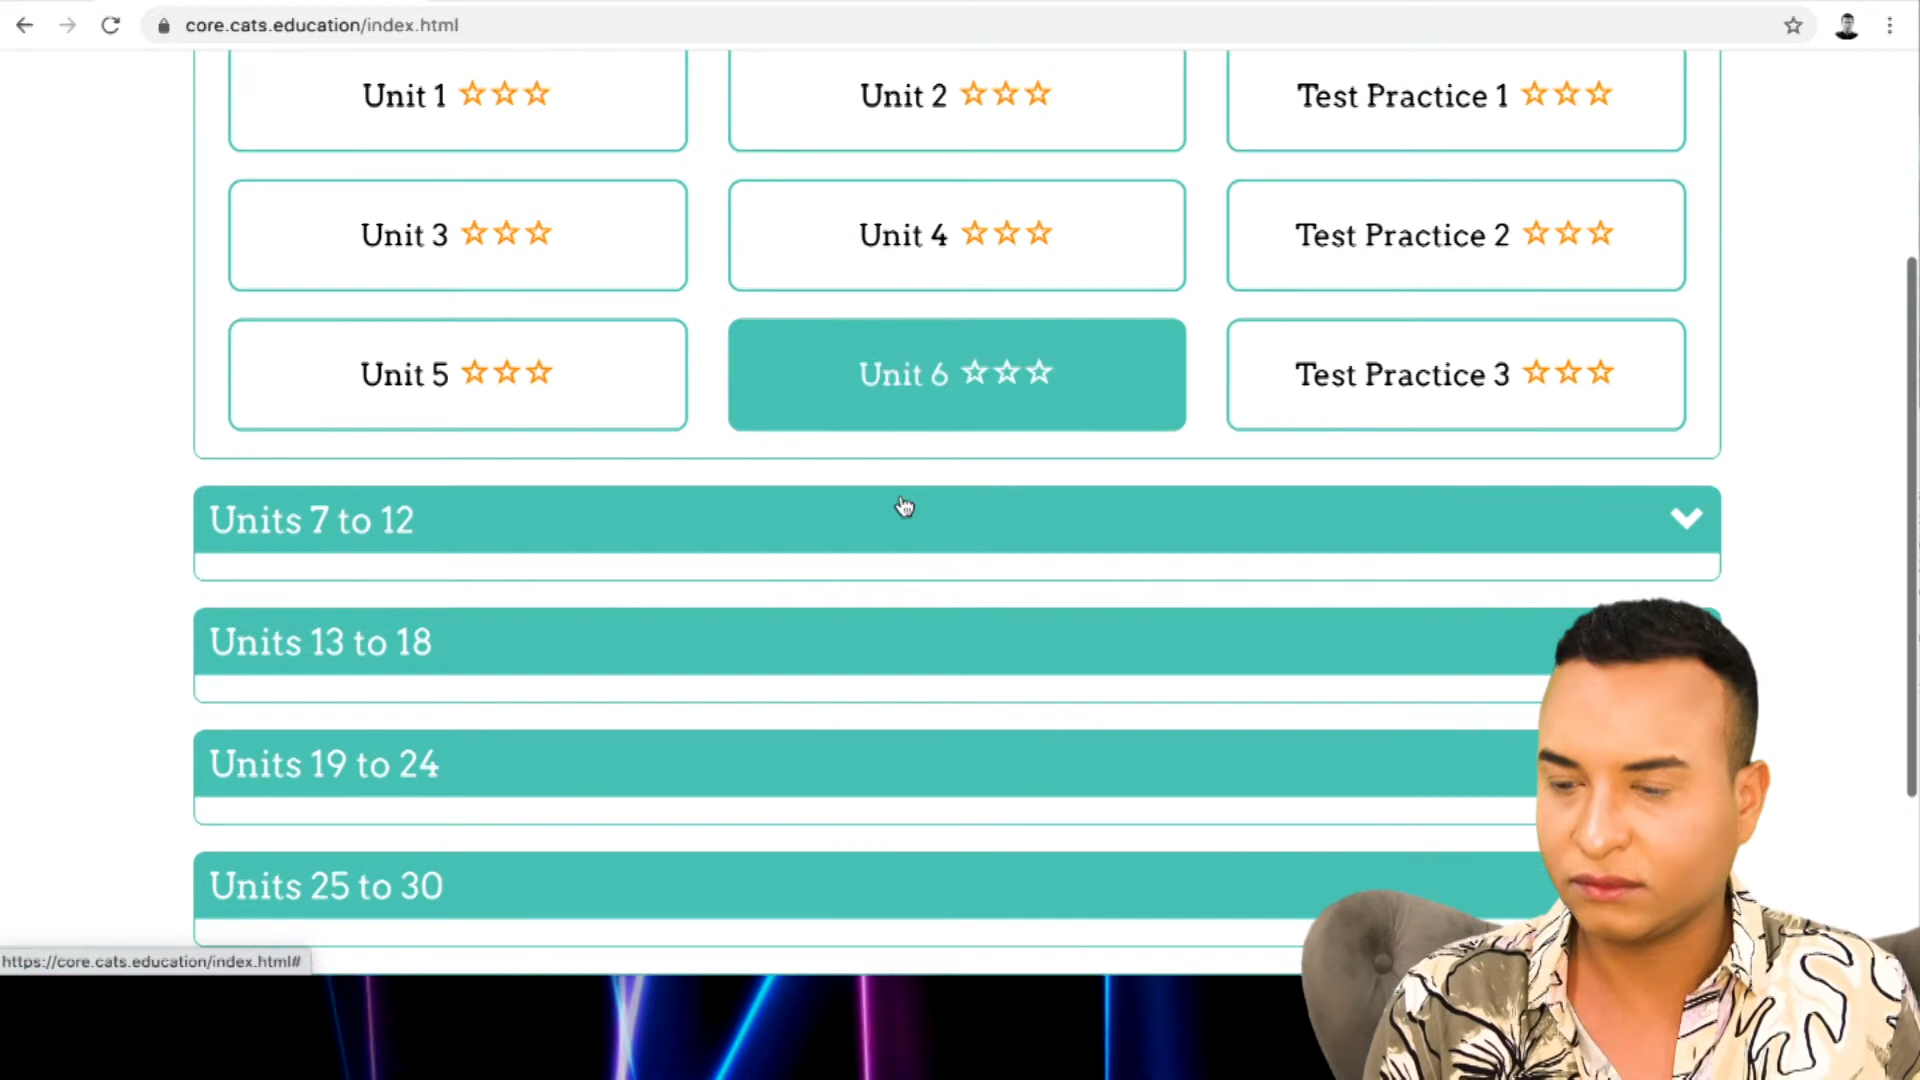 core.cats.education/index.html
Unit 1 ☆☆☆
Unit 2 ☆☆☆
Test Practice 1 ☆☆☆
Unit 3 ☆☆☆
Unit 4 ☆☆☆
Test Practice 2 ☆☆☆
Unit 5 ☆☆☆
Unit 6 ☆☆☆
Test Practice 3 ☆☆☆
Units 7 to 12
Units 13 to 18
Units 19 to 24
Units 25 to 30
https://core.cats.education/index.html#